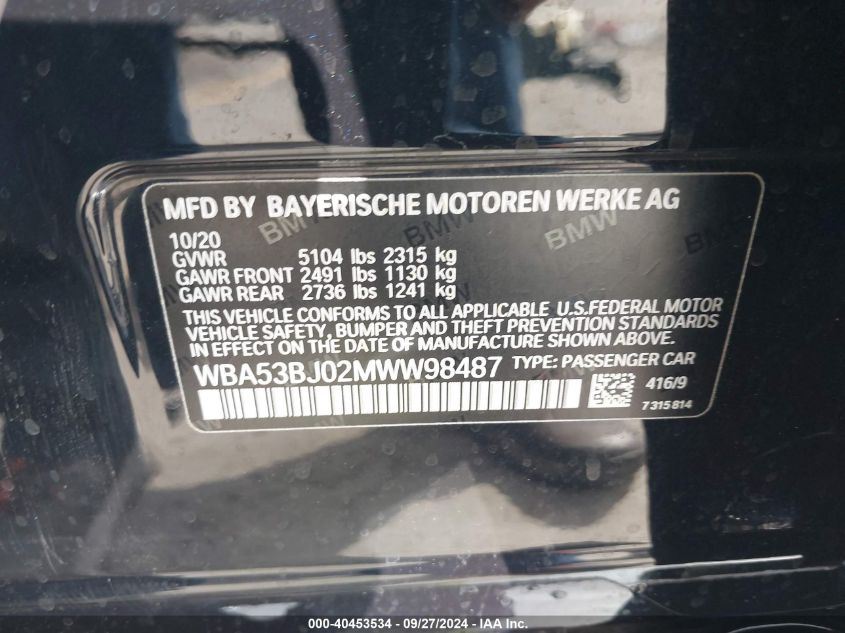 MFD BY BAYERISCHE MOTOREN WERKE AG
10/20
GVWR 5104 lbs 2315 kg
GAWR FRONT 2491 lbs 1130 kg
GAWR REAR 2736 lbs 1241 kg
THIS VEHICLE CONFORMS TO ALL APPLICABLE U.S.FEDERAL MOTOR
VEHICLE SAFETY, BUMPER AND THEFT PREVENTION STANDARDS
IN EFFECT ON THE DATE OF MANUFACTURE SHOWN ABOVE.
WBA53BJ02MWW98487 TYPE: PASSENGER CAR
416/9
7315814
BMW BMW BMW
000-40453534 // 09/27/2024 // IAA Inc.